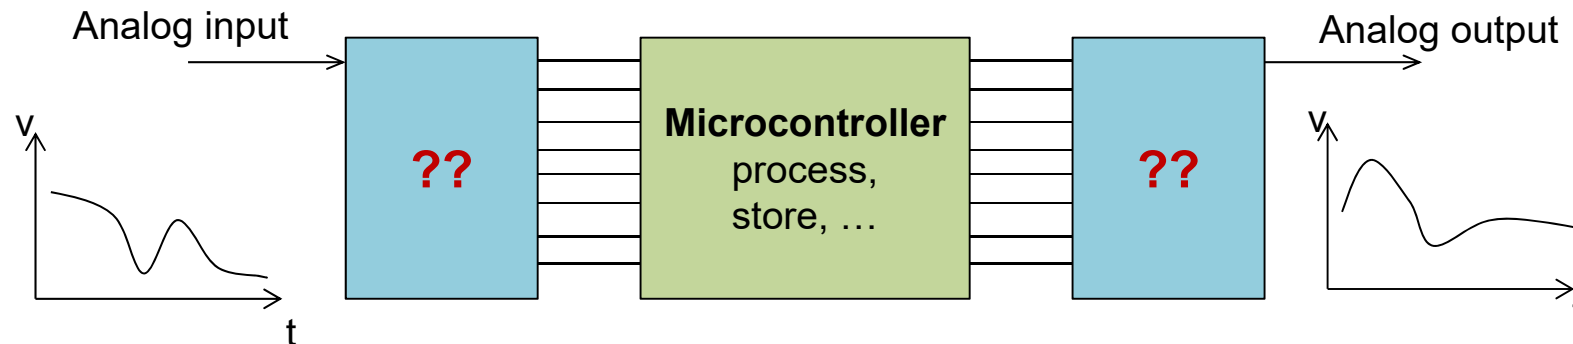 Analog input
Analog output
v
t
??
Microcontroller
process,
store, …
??
v